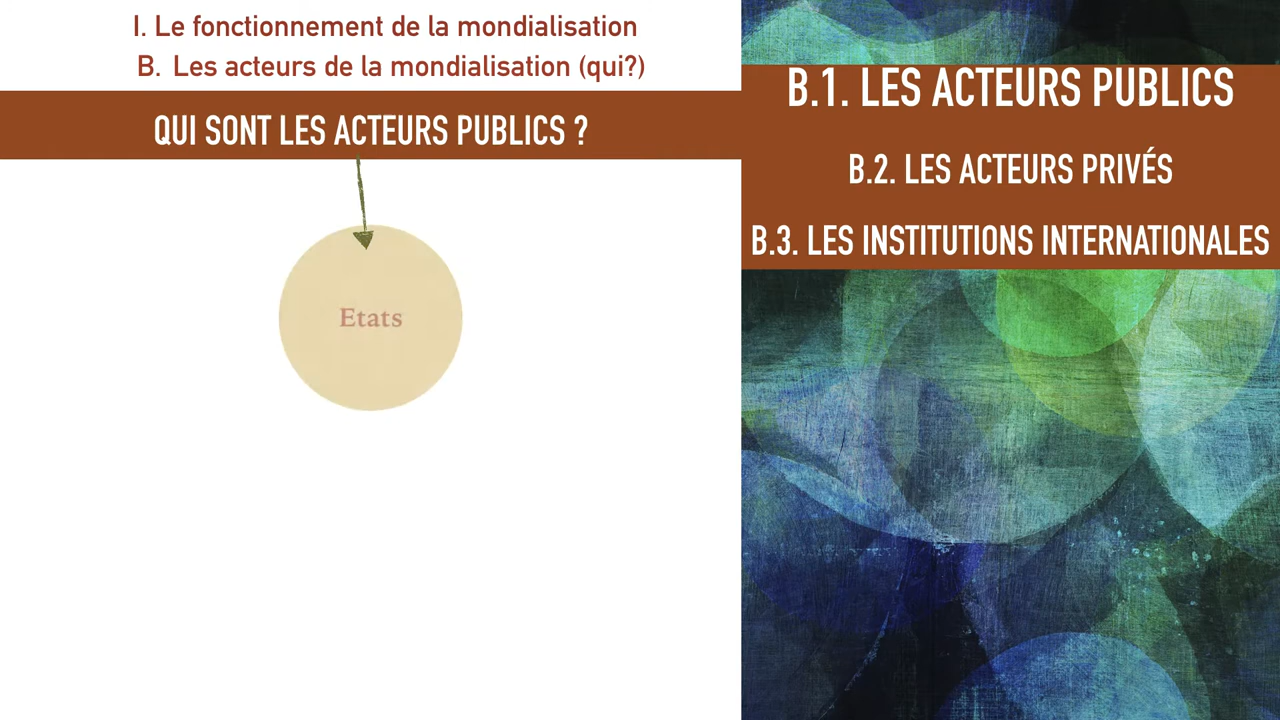 I. Le fonctionnement de la mondialisation
B. Les acteurs de la mondialisation (qui?)
QUI SONT LES ACTEURS PUBLICS ?
Etats
B.1. LES ACTEURS PUBLICS
B.2. LES ACTEURS PRIVÉS
B.3. LES INSTITUTIONS INTERNATIONALES